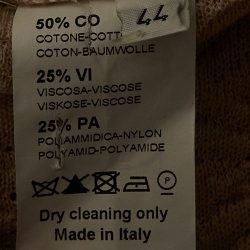 50% CO
44
COTONE-COTTON
COTON-BAUMWOLLE
25% VI
VISCOSA-VISCOSE
VISKOSE-VISCOSE
25% PA
POLIAMMIDICA-NYLON
POLYAMID-POLYAMIDE
P
Dry cleaning only
Made in Italy